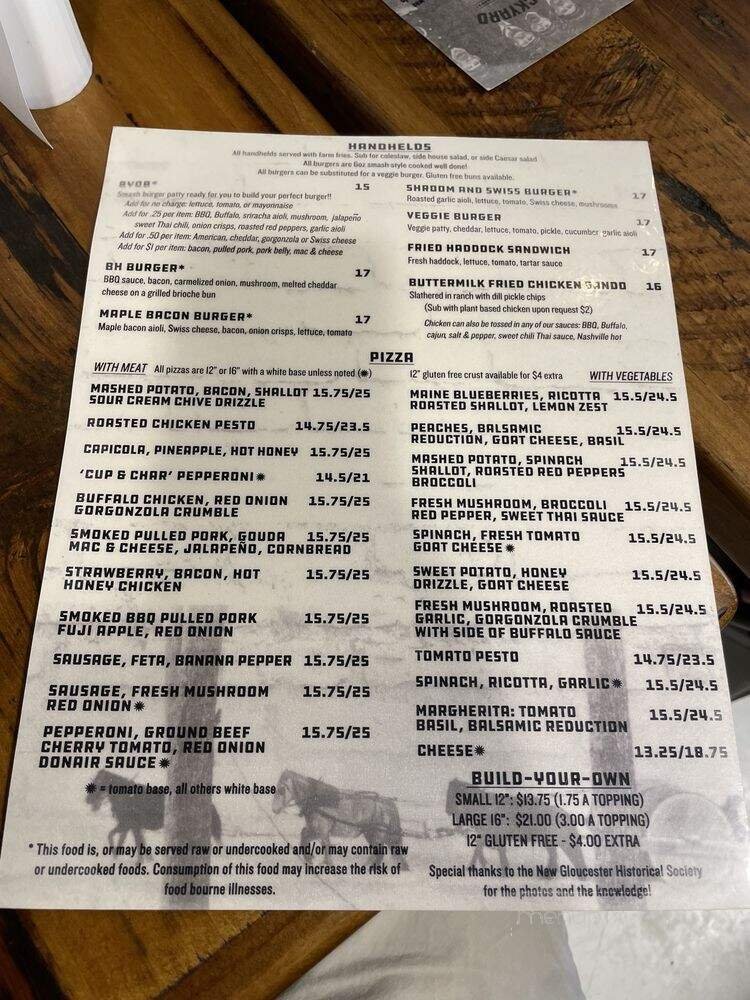 HANDHELDS
All handhelds served with farm fries. Sub for coleslaw, side house salad, or side Caesar salad
All burgers are 6oz smash style cooked well done!
All burgers can be substituted for a veggie burger. Gluten free buns available.
BYOB* 15
Smash burger patty ready for you to build your perfect burger!!
Add for no charge: lettuce, tomato, or mayonnaise
Add for .25 per item: BBQ, Buffalo, sriracha aioli, mushroom, jalapeño
sweet Thai chili, onion crisps, roasted red peppers, garlic aioli
Add for .50 per item: American, cheddar, gorgonzola or Swiss cheese
Add for $1 per item: bacon, pulled pork, pork belly, mac & cheese
BH BURGER* 17
BBQ sauce, bacon, carmelized onion, mushroom, melted cheddar
cheese on a grilled brioche bun
MAPLE BACON BURGER* 17
Maple bacon aioli, Swiss cheese, bacon, onion crisps, lettuce, tomato
SHROOM AND SWISS BURGER* 17
Roasted garlic aioli, lettuce, tomato, Swiss cheese, mushrooms
VEGGIE BURGER 17
Veggie patty, cheddar, lettuce, tomato, pickle, cucumber garlic aioli
FRIED HADDOCK SANDWICH 17
Fresh haddock, lettuce, tomato, tartar sauce
BUTTERMILK FRIED CHICKEN SANDO 16
Slathered in ranch with dill pickle chips
(Sub with plant based chicken upon request $2)
Chicken can also be tossed in any of our sauces: BBQ, Buffalo,
cajun, salt & pepper, sweet chili Thai sauce, Nashville hot
PIZZA
WITH MEAT All pizzas are 12" or 16" with a white base unless noted (✹)
12" gluten free crust available for $4 extra WITH VEGETABLES
MASHED POTATO, BACON, SHALLOT 15.75/25
SOUR CREAM CHIVE DRIZZLE
ROASTED CHICKEN PESTO 14.75/23.5
CAPICOLA, PINEAPPLE, HOT HONEY 15.75/25
'CUP & CHAR' PEPPERONI✹ 14.5/21
BUFFALO CHICKEN, RED ONION 15.75/25
GORGONZOLA CRUMBLE
SMOKED PULLED PORK, GOUDA 15.75/25
MAC & CHEESE, JALAPEÑO, CORNBREAD
STRAWBERRY, BACON, HOT 15.75/25
HONEY CHICKEN
SMOKED BBQ PULLED PORK 15.75/25
FUJI APPLE, RED ONION
SAUSAGE, FETA, BANANA PEPPER 15.75/25
SAUSAGE, FRESH MUSHROOM 15.75/25
RED ONION✹
PEPPERONI, GROUND BEEF 15.75/25
CHERRY TOMATO, RED ONION
DONAIR SAUCE✹
✹ = tomato base, all others white base
* This food is, or may be served raw or undercooked and/or may contain raw
or undercooked foods. Consumption of this food may increase the risk of
food bourne illnesses.
MAINE BLUEBERRIES, RICOTTA 15.5/24.5
ROASTED SHALLOT, LEMON ZEST
PEACHES, BALSAMIC 15.5/24.5
REDUCTION, GOAT CHEESE, BASIL
MASHED POTATO, SPINACH 15.5/24.5
SHALLOT, ROASTED RED PEPPERS
BROCCOLI
FRESH MUSHROOM, BROCCOLI 15.5/24.5
RED PEPPER, SWEET THAI SAUCE
SPINACH, FRESH TOMATO 15.5/24.5
GOAT CHEESE✹
SWEET POTATO, HONEY 15.5/24.5
DRIZZLE, GOAT CHEESE
FRESH MUSHROOM, ROASTED 15.5/24.5
GARLIC, GORGONZOLA CRUMBLE
WITH SIDE OF BUFFALO SAUCE
TOMATO PESTO 14.75/23.5
SPINACH, RICOTTA, GARLIC✹ 15.5/24.5
MARGHERITA: TOMATO 15.5/24.5
BASIL, BALSAMIC REDUCTION
CHEESE✹ 13.25/18.75
BUILD-YOUR-OWN
SMALL 12": $13.75 (1.75 A TOPPING)
LARGE 16": $21.00 (3.00 A TOPPING)
12" GLUTEN FREE - $4.00 EXTRA
Special thanks to the New Gloucester Historical Society
for the photos and the knowledge!